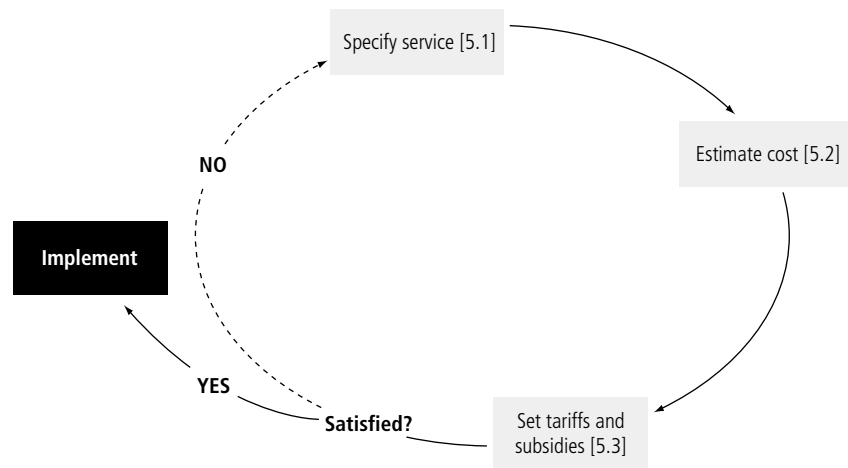 Specify service [5.1]
Estimate cost [5.2]
NO
Implement
YES
Satisfied?
Set tariffs and
subsidies [5.3]